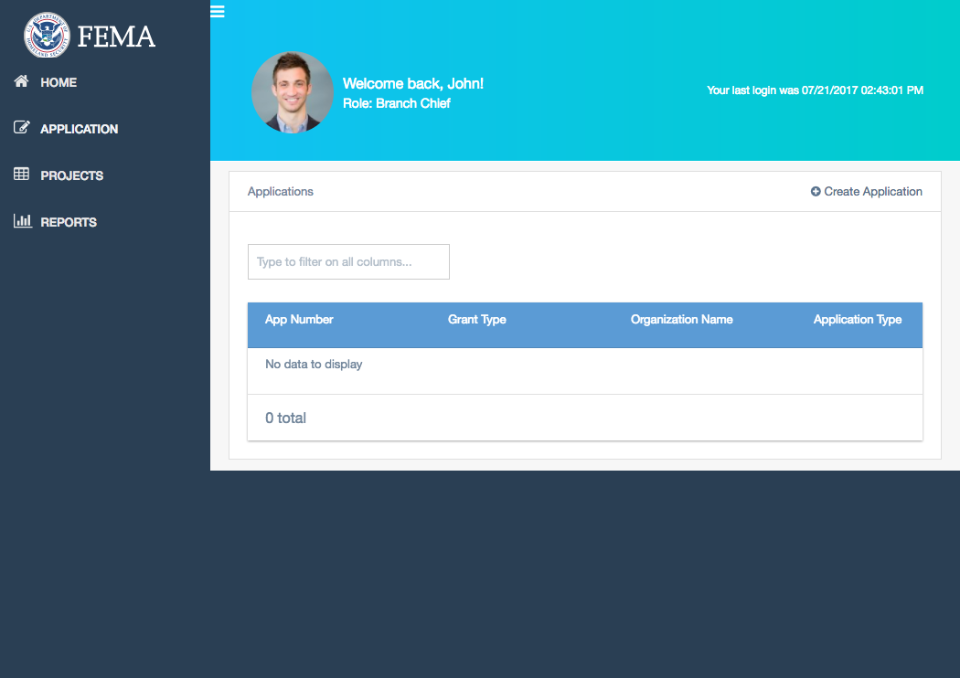 FEMA
HOME
APPLICATION
PROJECTS
REPORTS
Welcome back, John!
Role: Branch Chief
Your last login was 07/21/2017 02:43:01 PM
Applications
Create Application
Type to filter on all columns...
App Number Grant Type Organization Name Application Type
No data to display
0 total